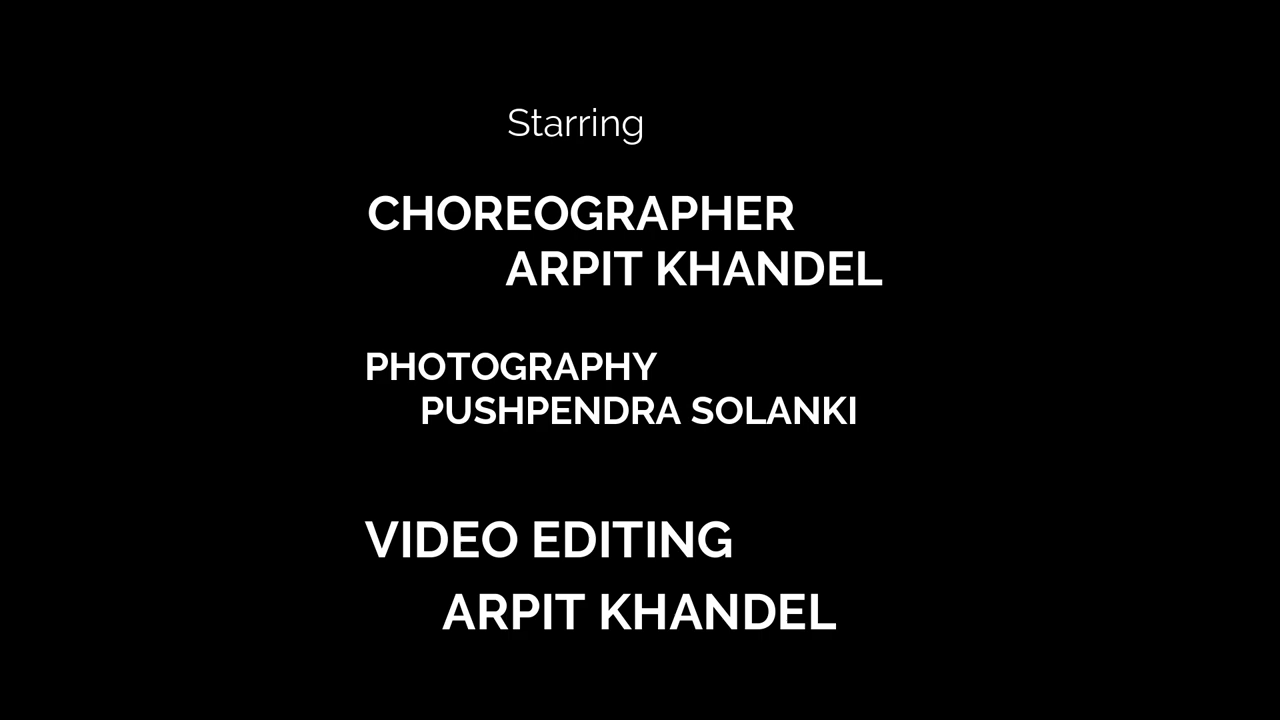 Starring
CHOREOGRAPHER
ARPIT KHANDEL
PHOTOGRAPHY
PUSHPENDRA SOLANKI
VIDEO EDITING
ARPIT KHANDEL